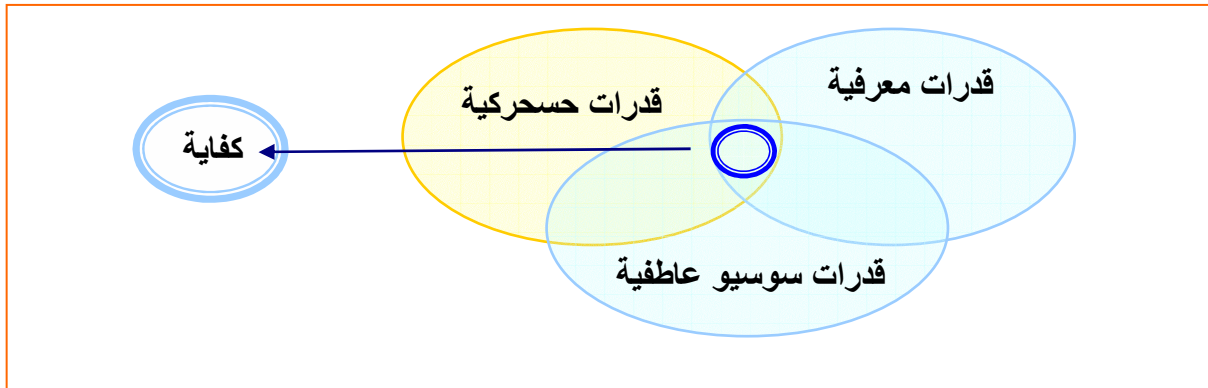 قدرات معرفية
قدرات حسحركية
كفاية
قدرات سوسيو عاطفية